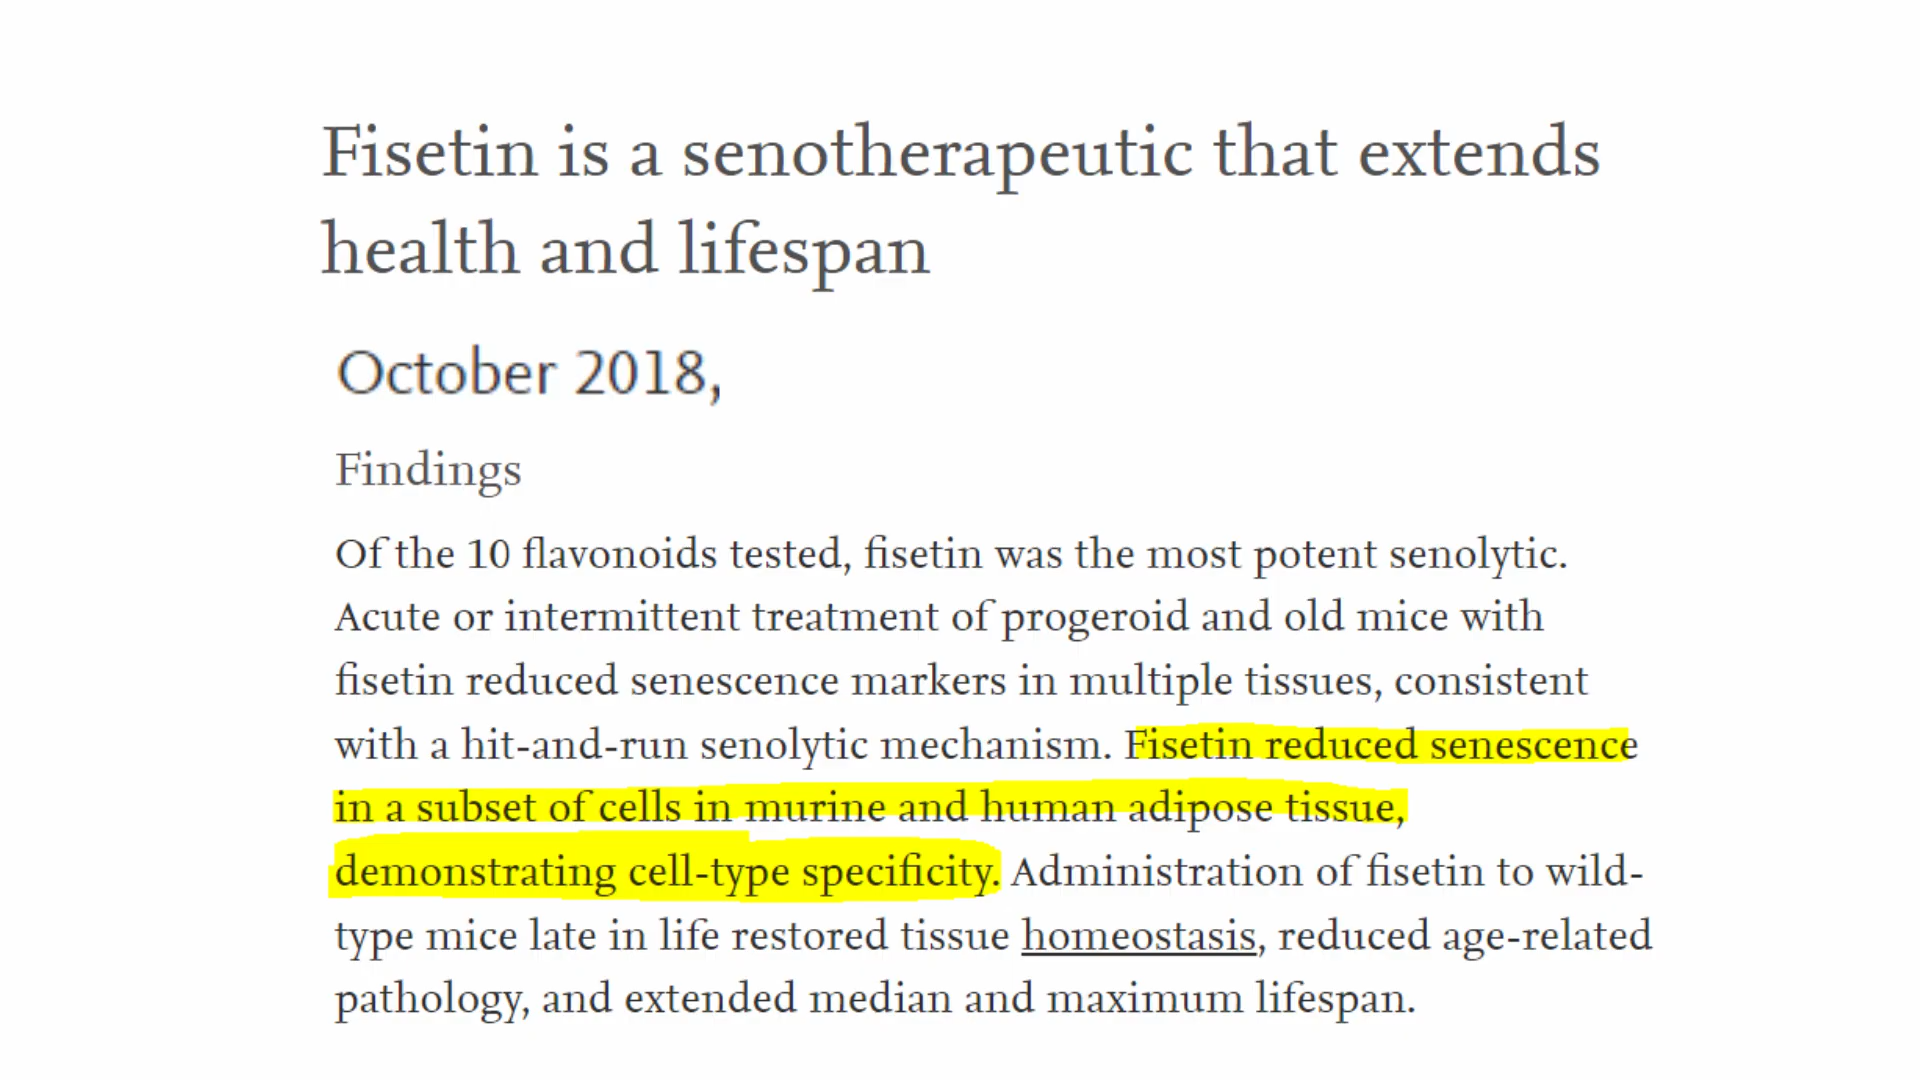 Fisetin is a senotherapeutic that extends
health and lifespan
October 2018,
Findings
Of the 10 flavonoids tested, fisetin was the most potent senolytic.
Acute or intermittent treatment of progeroid and old mice with
fisetin reduced senescence markers in multiple tissues, consistent
with a hit-and-run senolytic mechanism. Fisetin reduced senescence
in a subset of cells in murine and human adipose tissue,
demonstrating cell-type specificity. Administration of fisetin to wild-
type mice late in life restored tissue homeostasis, reduced age-related
pathology, and extended median and maximum lifespan.